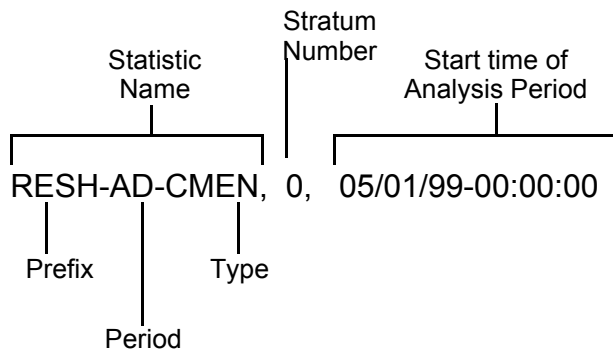 Stratum
Number
Statistic
Name
Start time of
Analysis Period
RESH-AD-CMEN, 0, 05/01/99-00:00:00
Prefix
Type
Period